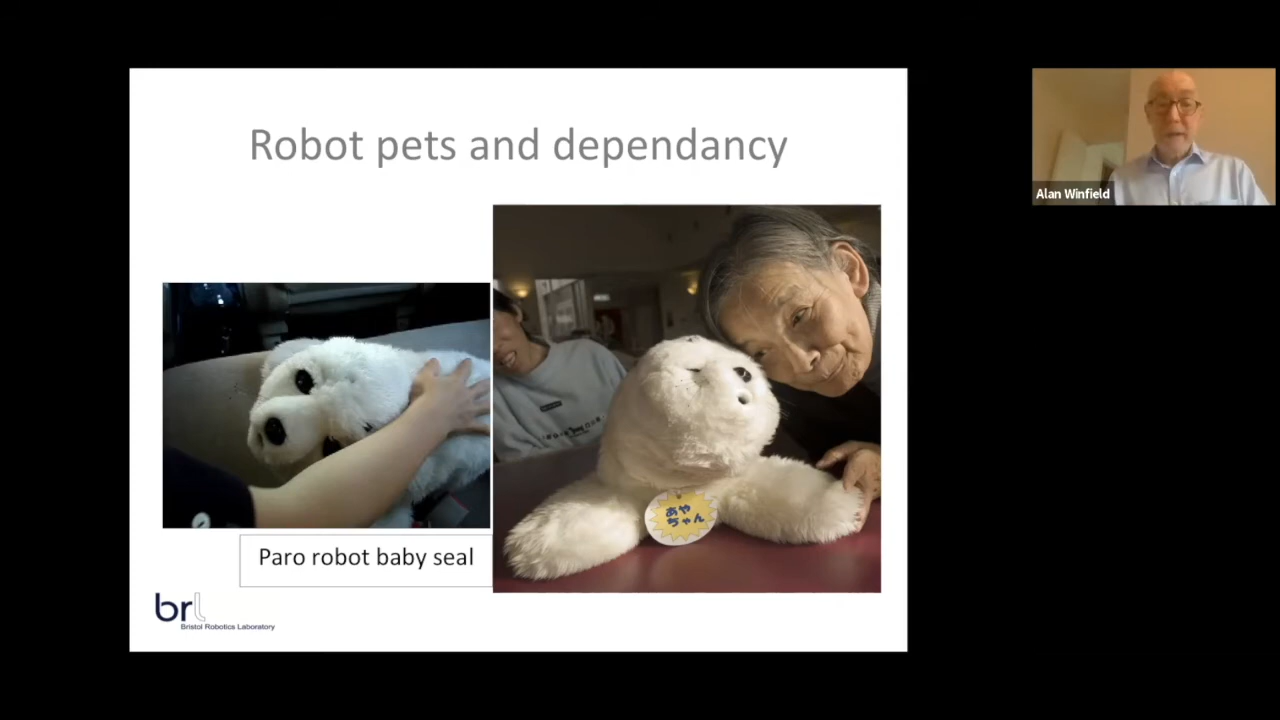 Robot pets and dependancy
Alan Winfield
あや
ちゃん
Paro robot baby seal
brl
Bristol Robotics Laboratory